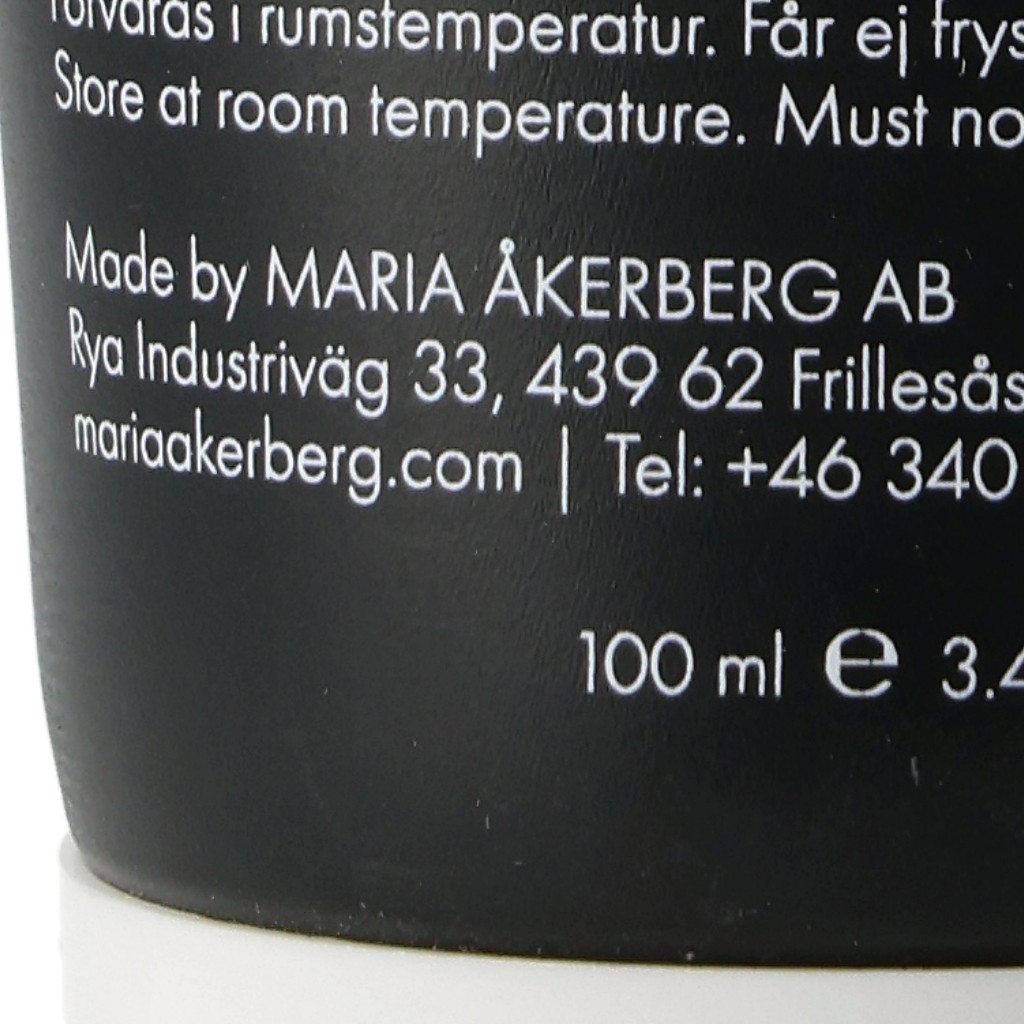 förvaras i rumstemperatur. Får ej frys
Store at room temperature. Must no
Made by MARIA ÅKERBERG AB
Rya Industriväg 33, 439 62 Frillesås
mariaakerberg.com | Tel: +46 340
100 ml ℮ 3.4